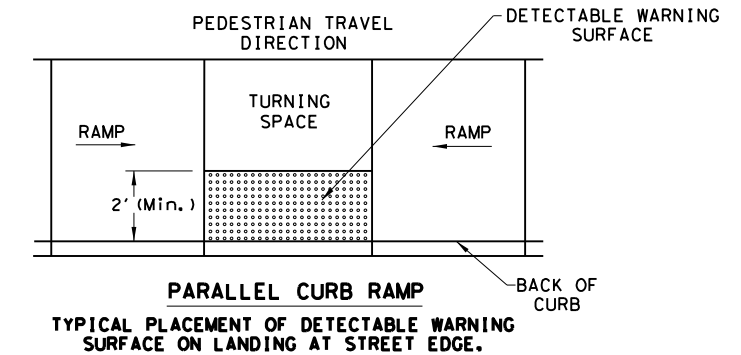 PEDESTRIAN TRAVEL
DIRECTION
DETECTABLE WARNING
SURFACE
TURNING
SPACE
RAMP
RAMP
2' (Min.)
BACK OF
CURB
PARALLEL CURB RAMP
TYPICAL PLACEMENT OF DETECTABLE WARNING
SURFACE ON LANDING AT STREET EDGE.